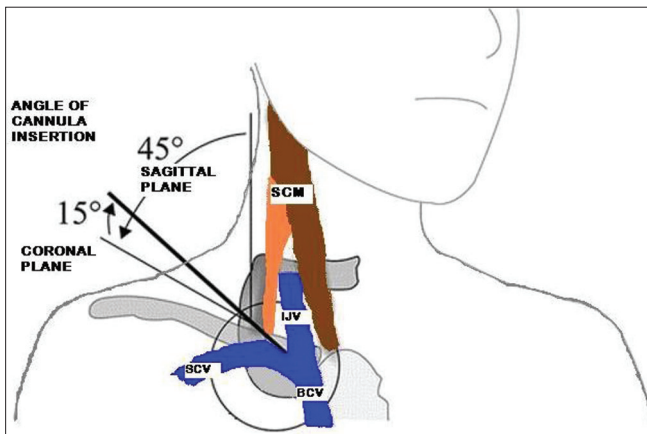 ANGLE OF
CANNULA
INSERTION
45°
SAGITTAL
PLANE
15°
CORONAL
PLANE
SCM
IJV
SCV
BCV